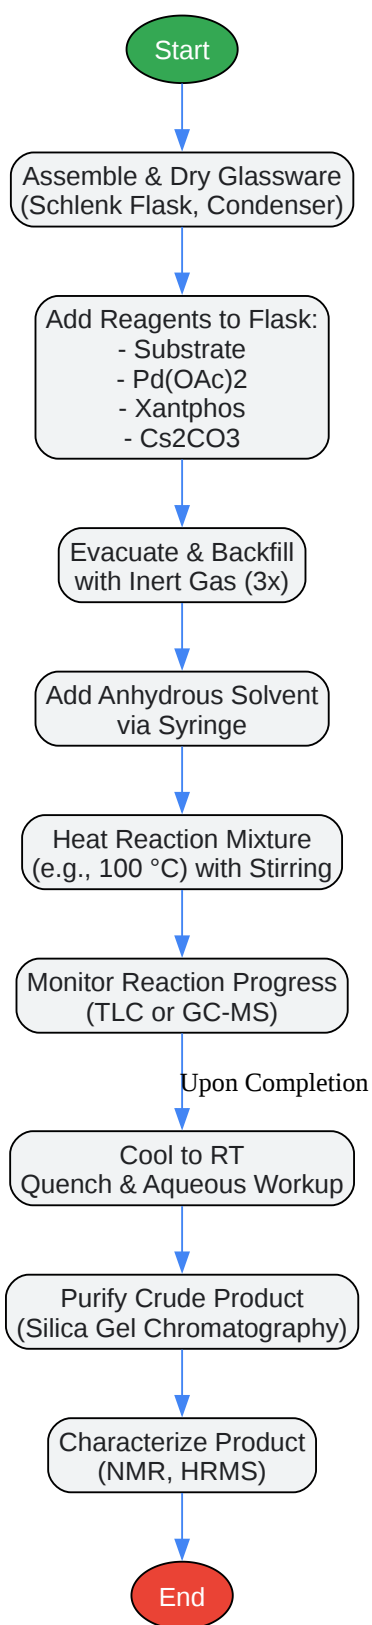 Start
Assemble & Dry Glassware
(Schlenk Flask, Condenser)
Add Reagents to Flask:
- Substrate
- Pd(OAc)2
- Xantphos
- Cs2CO3
Evacuate & Backfill
with Inert Gas (3x)
Add Anhydrous Solvent
via Syringe
Heat Reaction Mixture
(e.g., 100 °C) with Stirring
Monitor Reaction Progress
(TLC or GC-MS)
Upon Completion
Cool to RT
Quench & Aqueous Workup
Purify Crude Product
(Silica Gel Chromatography)
Characterize Product
(NMR, HRMS)
End